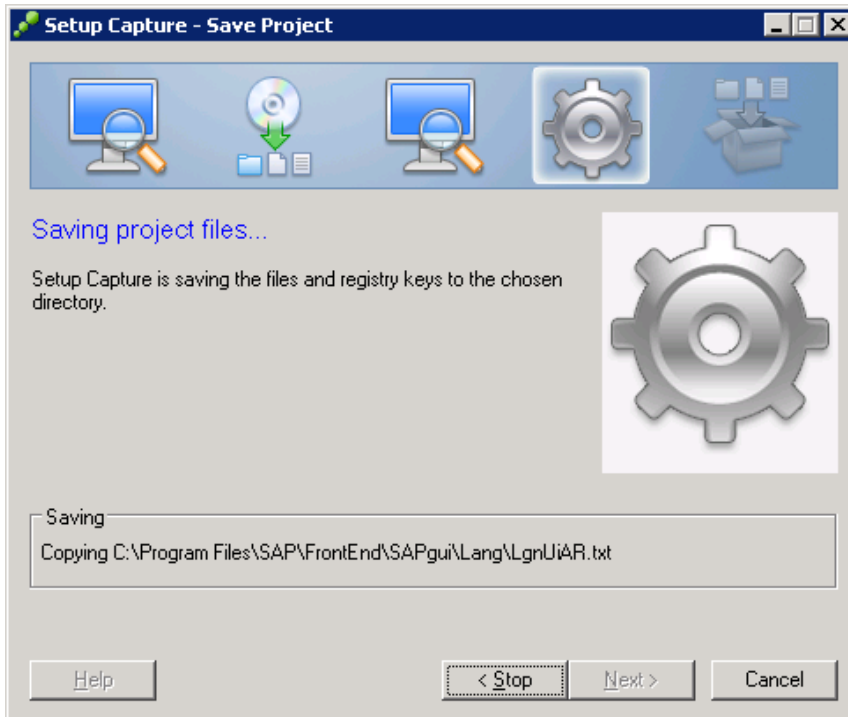 Setup Capture - Save Project
Saving project files...
Setup Capture is saving the files and registry keys to the chosen
directory.
Saving
Copying C:\Program Files\SAP\FrontEnd\SAPgui\Lang\LgnUiAR.txt
Help
< Stop
Next >
Cancel